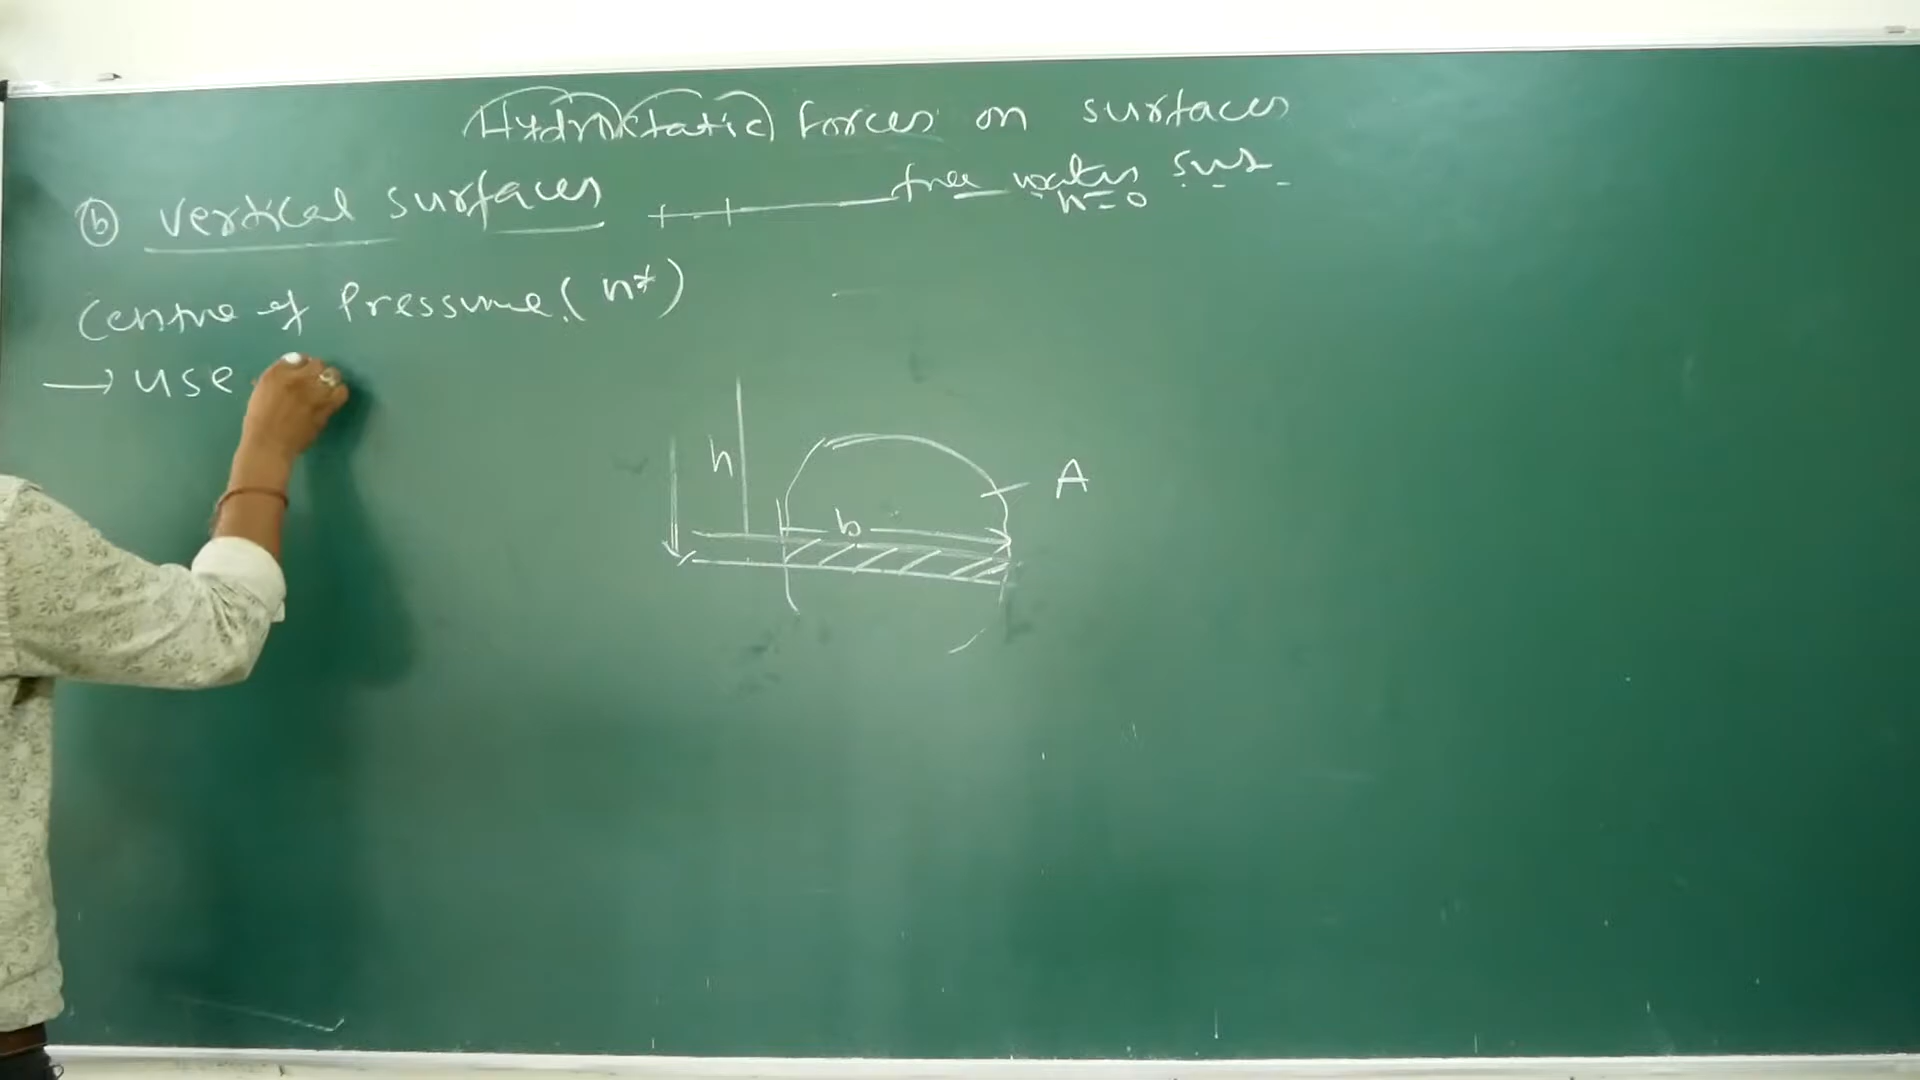 Hydrostatic Forces on surfaces
(b) Vertical surfaces
free water sur
h=0
Centre of Pressure (h*)
→ use
h
A
b